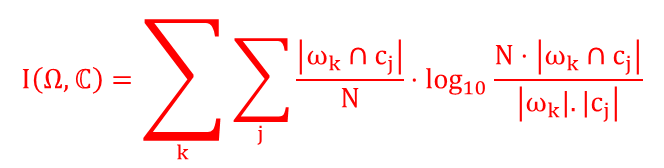 I(Ω, ℂ) = ∑_k ∑_j |ω_k ∩ c_j| / N · log_10 N · |ω_k ∩ c_j| / |ω_k|. |c_j|